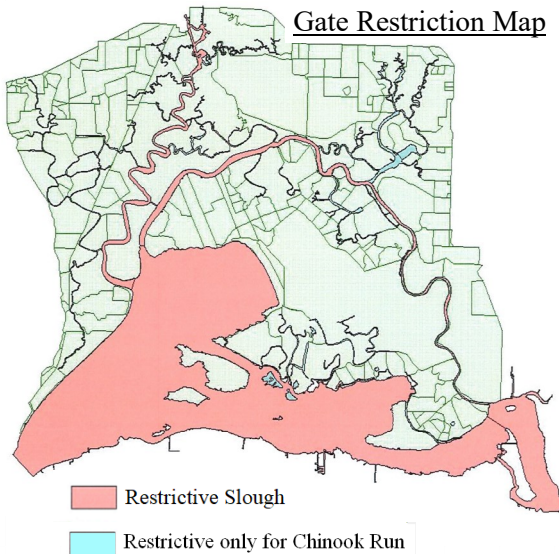 Gate Restriction Map
Restrictive Slough
Restrictive only for Chinook Run